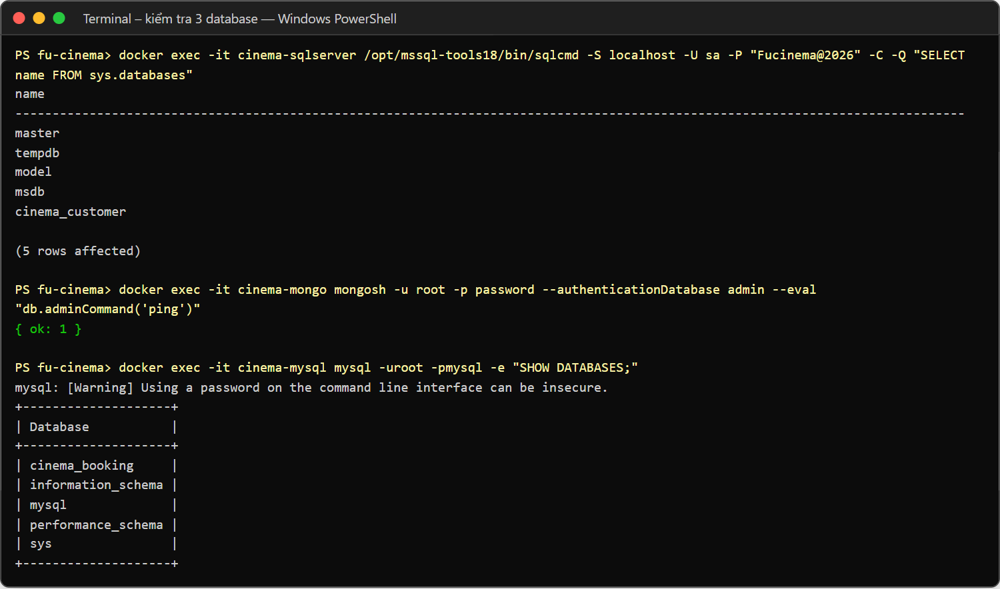 Terminal – kiểm tra 3 database — Windows PowerShell
PS fu-cinema> docker exec -it cinema-sqlserver /opt/mssql-tools18/bin/sqlcmd -S localhost -U sa -P "Fucinema@2026" -C -Q "SELECT
name FROM sys.databases"
name
--------------------------------------------------------------------------------------------------------------------------------
master
tempdb
model
msdb
cinema_customer
(5 rows affected)
PS fu-cinema> docker exec -it cinema-mongo mongosh -u root -p password --authenticationDatabase admin --eval
"db.adminCommand('ping')"
{ ok: 1 }
PS fu-cinema> docker exec -it cinema-mysql mysql -uroot -pmysql -e "SHOW DATABASES;"
mysql: [Warning] Using a password on the command line interface can be insecure.
+--------------------+
| Database           |
+--------------------+
| cinema_booking     |
| information_schema |
| mysql              |
| performance_schema |
| sys                |
+--------------------+